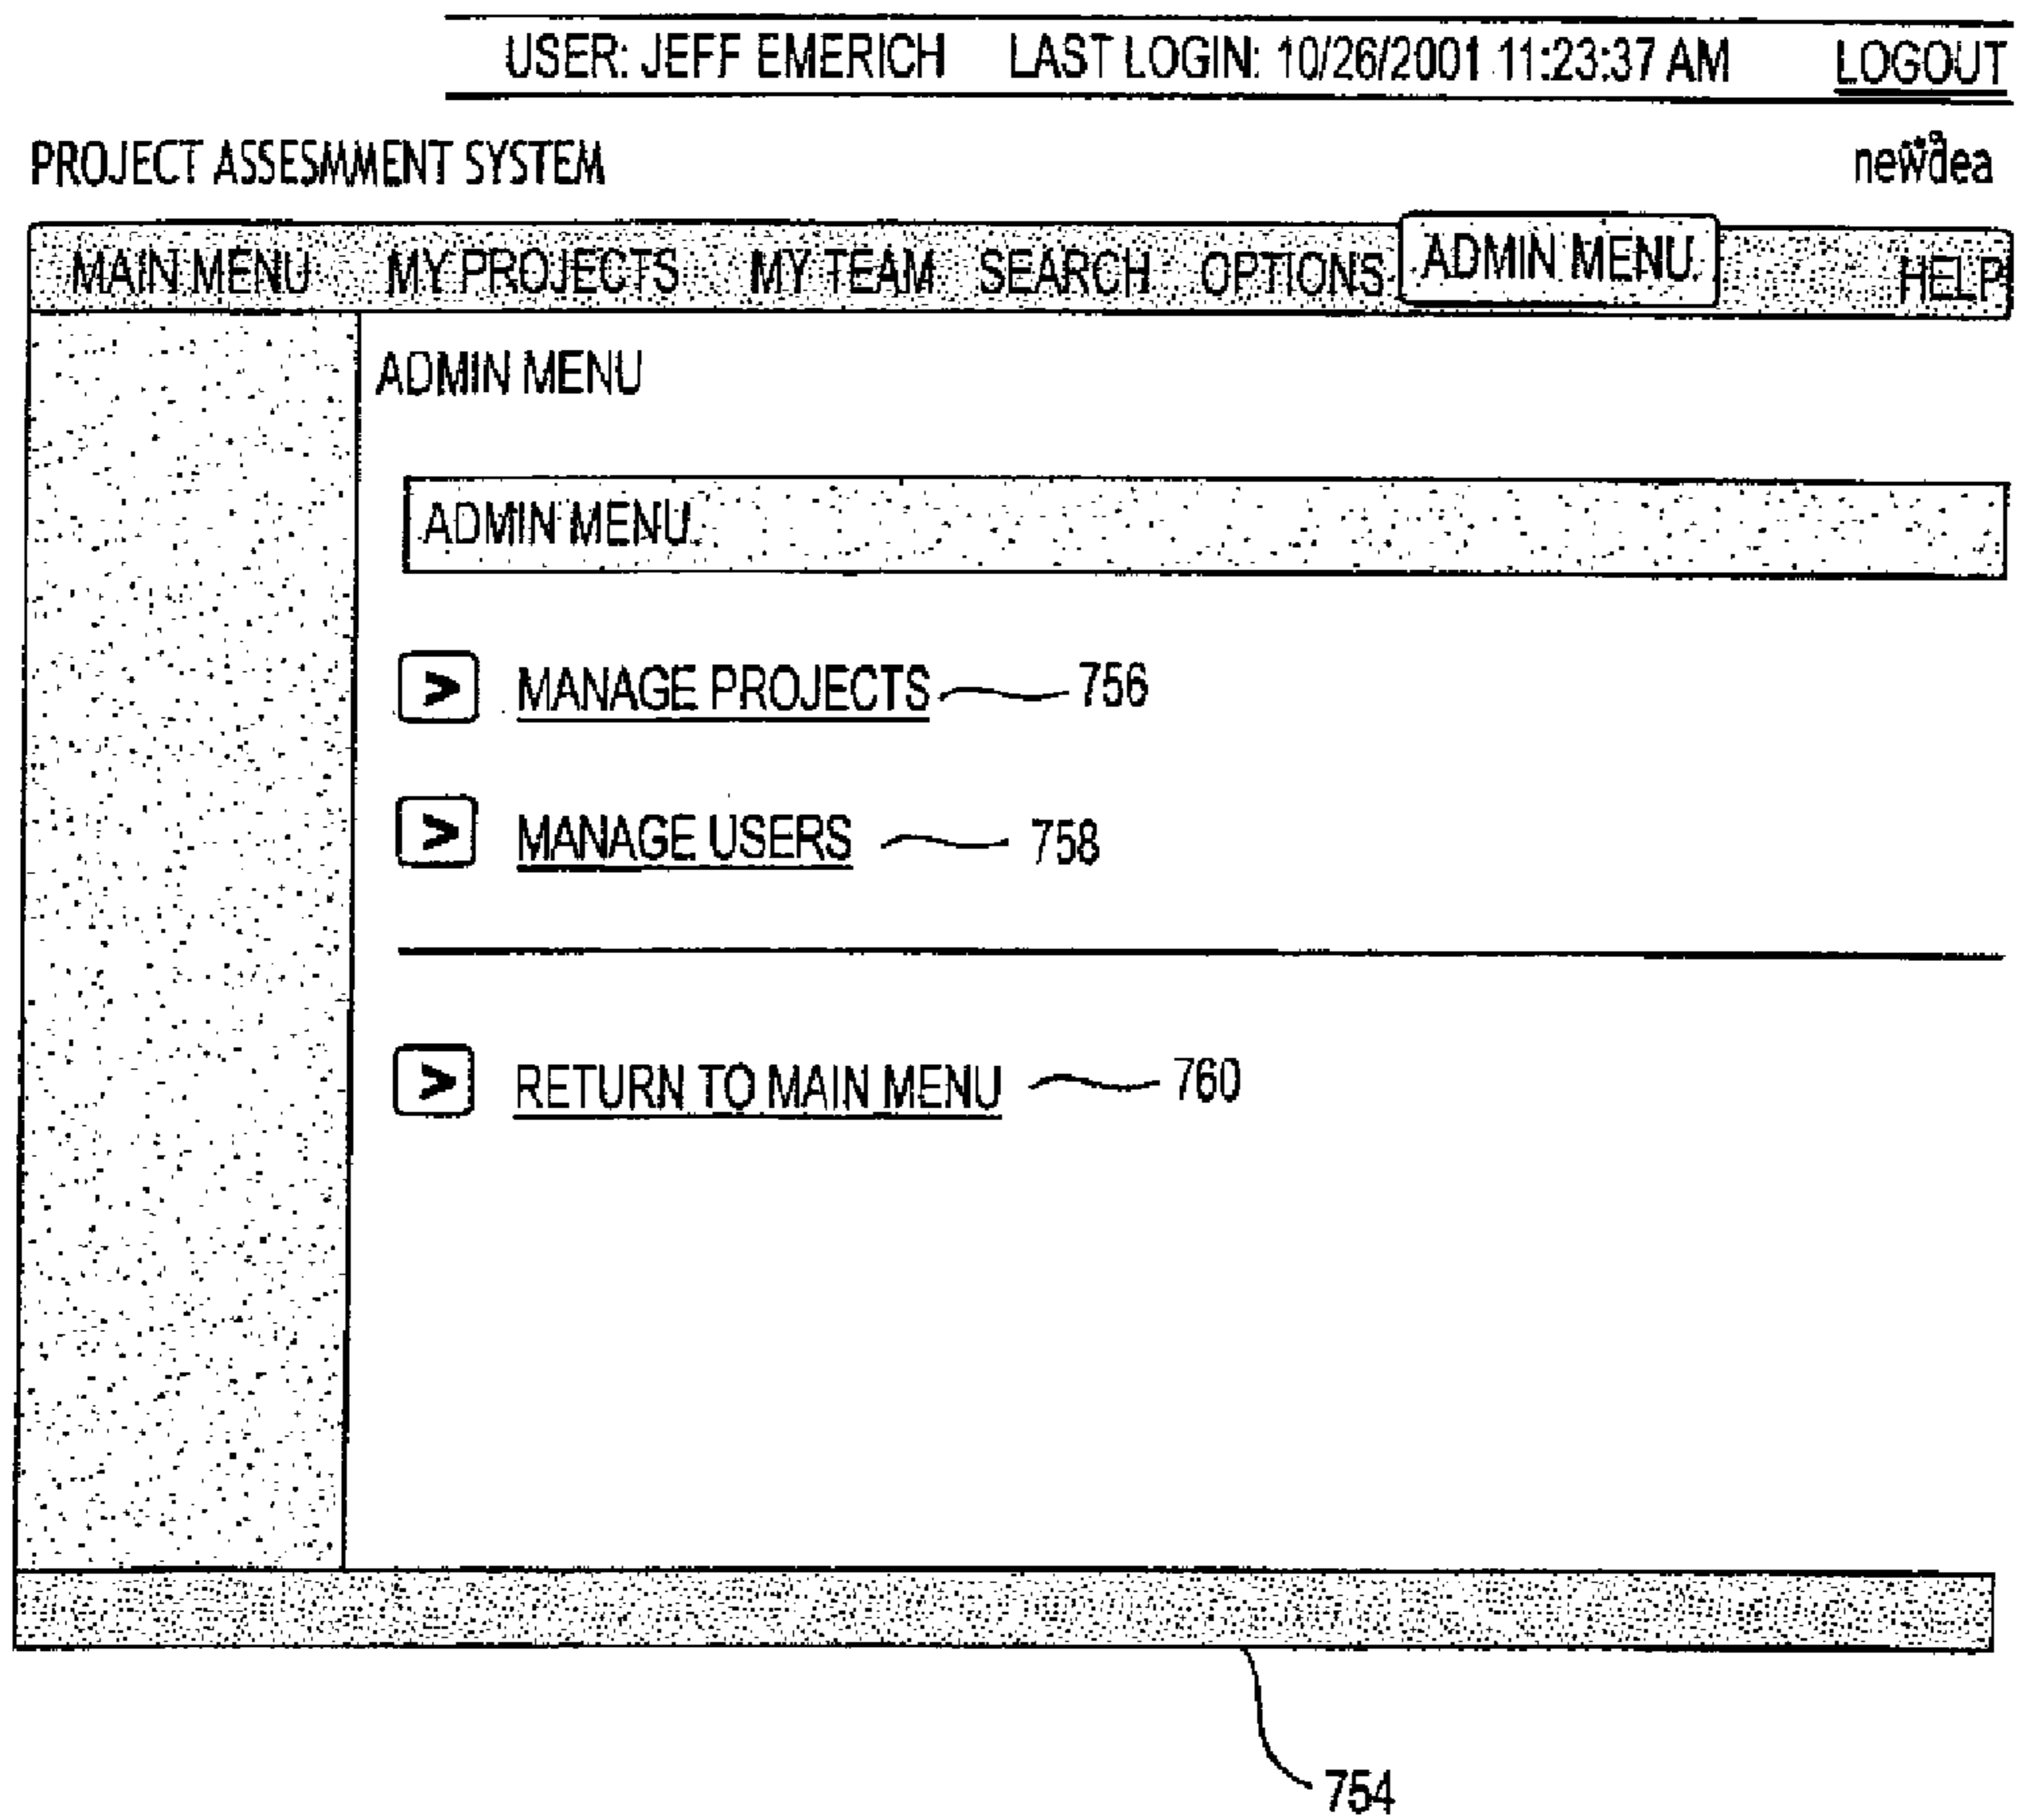 USER: JEFF EMERICH LAST LOGIN: 10/26/2001 11:23:37 AM LOGOUT
PROJECT ASSESMMENT SYSTEM newdea
MAIN MENU MY PROJECTS MY TEAM SEARCH OPTIONS ADMIN MENU HELP
ADMIN MENU
ADMIN MENU
> MANAGE PROJECTS 756
> MANAGE USERS 758
> RETURN TO MAIN MENU 760
754